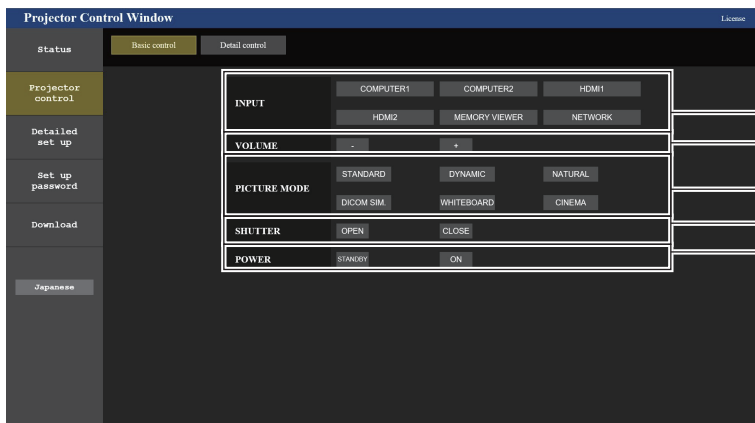 Projector Control Window
License
Status
Basic control
Detail control
Projector
control
Detailed
set up
Set up
password
Download
Japanese
INPUT
COMPUTER1
COMPUTER2
HDMI1
HDMI2
MEMORY VIEWER
NETWORK
VOLUME
-
+
PICTURE MODE
STANDARD
DYNAMIC
NATURAL
DICOM SIM.
WHITEBOARD
CINEMA
SHUTTER
OPEN
CLOSE
POWER
STANDBY
ON